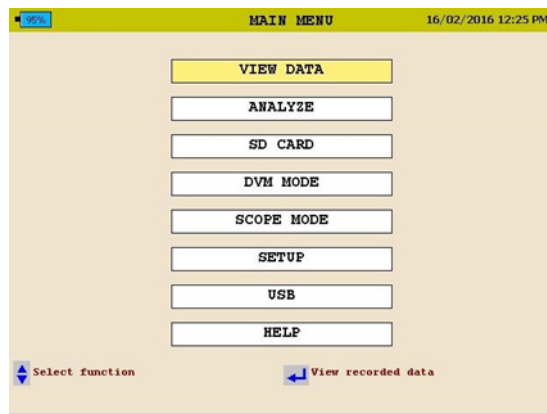 95% MAIN MENU 16/02/2016 12:25 PM
VIEW DATA
ANALYZE
SD CARD
DVM MODE
SCOPE MODE
SETUP
USB
HELP
Select function View recorded data